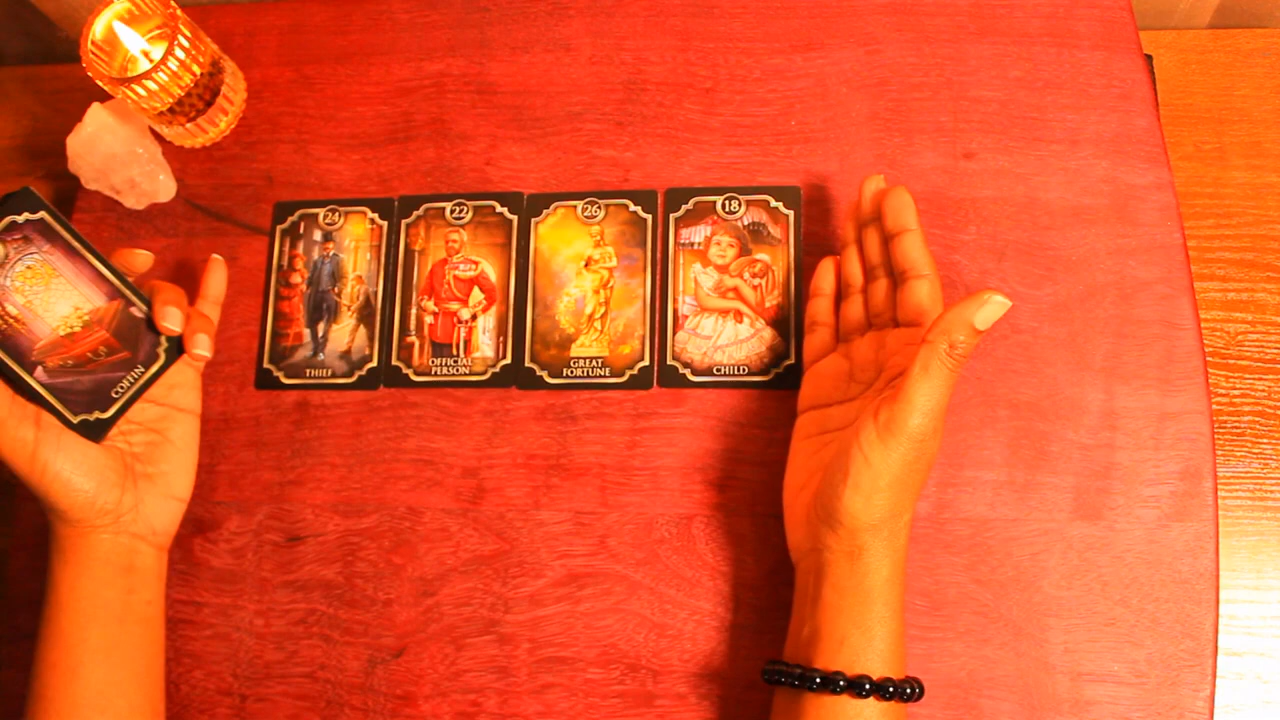 24
THIEF
22
OFFICIAL
PERSON
26
GREAT
FORTUNE
18
CHILD
COFFIN